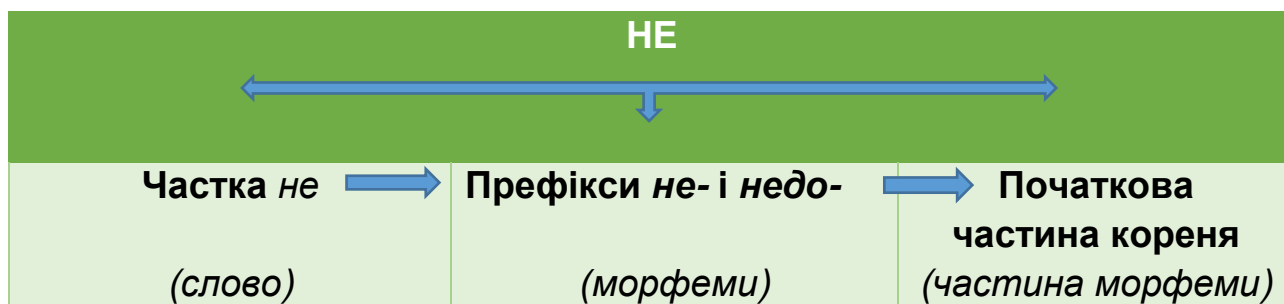 НЕ
Частка не
(слово)
Префікси не- і недо-
(морфеми)
Початкова
частина кореня
(частина морфеми)